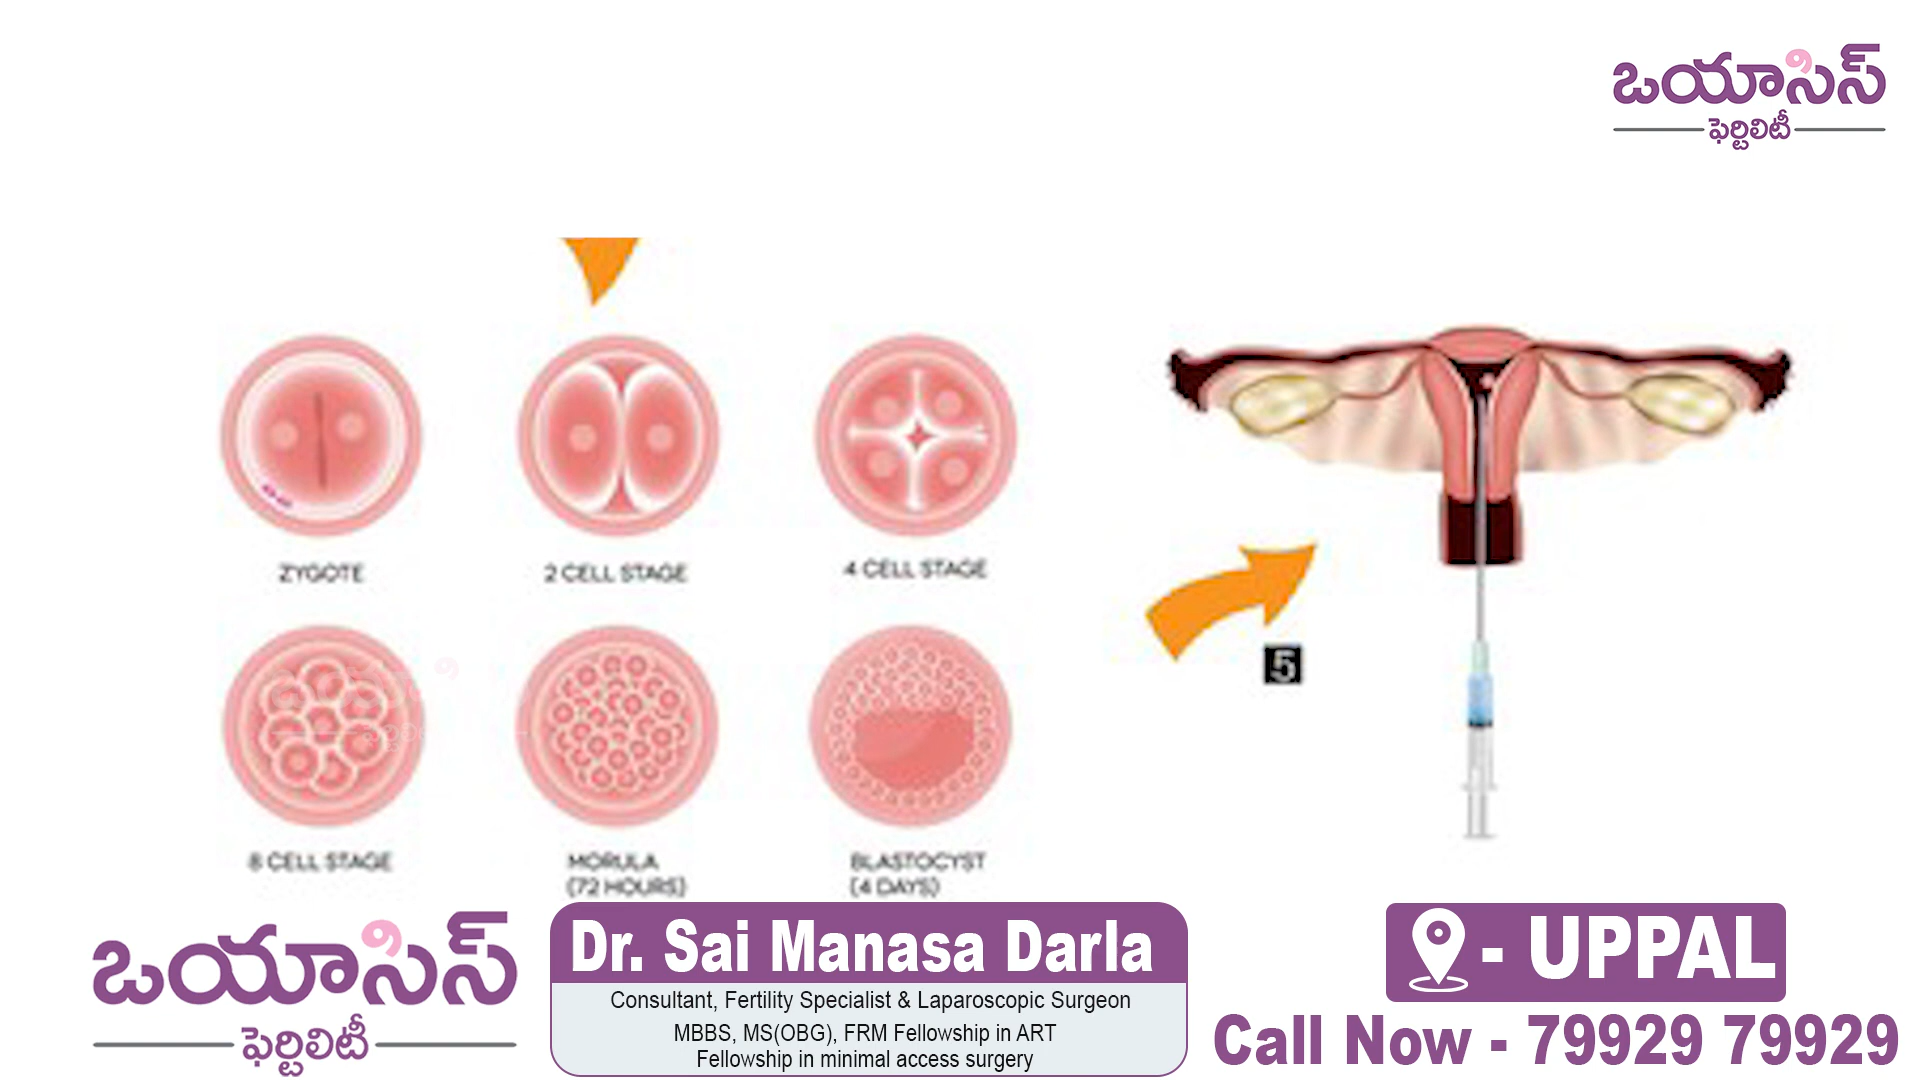 ఒయాసిస్
ఫెర్టిలిటీ
ZYGOTE
2 CELL STAGE
4 CELL STAGE
5
8 CELL STAGE
MORULA
(72 HOURS)
BLASTOCYST
(4 DAYS)
ఒయాసిస్
ఫెర్టిలిటీ
Dr. Sai Manasa Darla
Consultant, Fertility Specialist & Laparoscopic Surgeon
MBBS, MS(OBG), FRM Fellowship in ART
Fellowship in minimal access surgery
- UPPAL
Call Now - 79929 79929